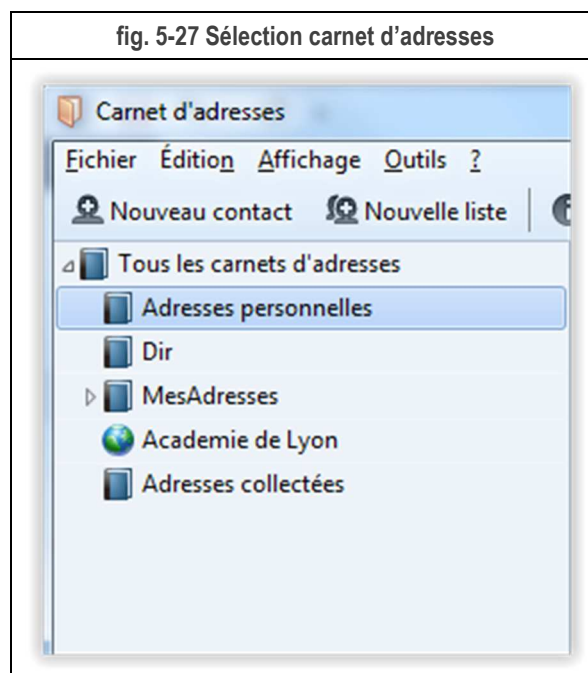 fig. 5-27 Sélection carnet d’adresses
Carnet d'adresses
Fichier Édition Affichage Outils ?
Nouveau contact Nouvelle liste
Tous les carnets d'adresses
Adresses personnelles
Dir
MesAdresses
Academie de Lyon
Adresses collectées